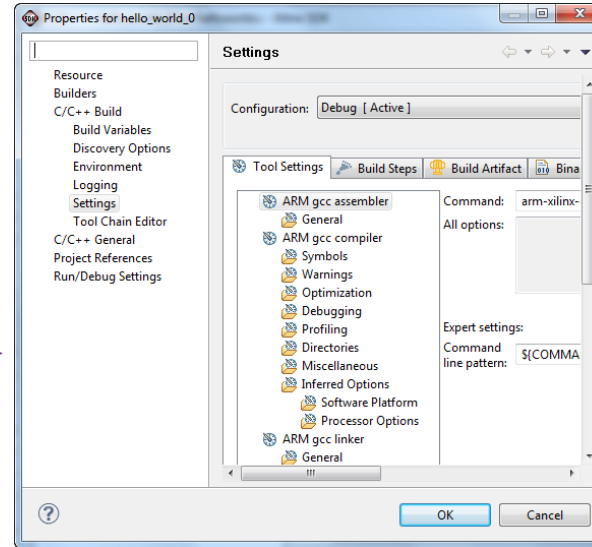 Properties for hello_world_0
Settings
Resource
Builders
C/C++ Build
Build Variables
Discovery Options
Environment
Logging
Settings
Tool Chain Editor
C/C++ General
Project References
Run/Debug Settings
Configuration: Debug [ Active ]
Tool Settings Build Steps Build Artifact Bina
ARM gcc assembler
General
ARM gcc compiler
Symbols
Warnings
Optimization
Debugging
Profiling
Directories
Miscellaneous
Inferred Options
Software Platform
Processor Options
ARM gcc linker
General
Command: arm-xilinx-
All options:
Expert settings:
Command
line pattern: ${COMMA
OK Cancel